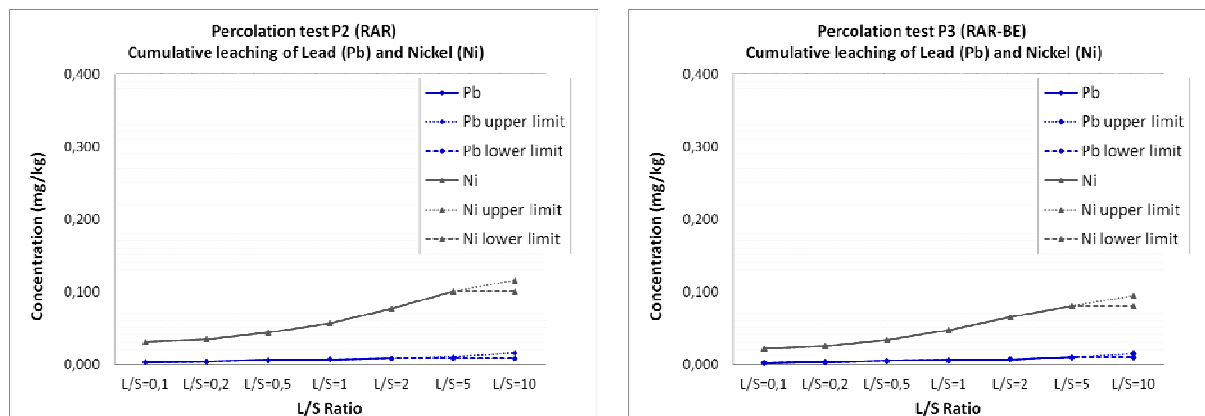 Percolation test P2 (RAR)
Cumulative leaching of Lead (Pb) and Nickel (Ni)
Concentration (mg/kg)
0,400
0,300
0,200
0,100
0,000
Pb
Pb upper limit
Pb lower limit
Ni
Ni upper limit
Ni lower limit
L/S=0,1 L/S=0,2 L/S=0,5 L/S=1 L/S=2 L/S=5 L/S=10
L/S Ratio
Percolation test P3 (RAR-BE)
Cumulative leaching of Lead (Pb) and Nickel (Ni)
Concentration (mg/kg)
0,400
0,300
0,200
0,100
0,000
Pb
Pb upper limit
Pb lower limit
Ni
Ni upper limit
Ni lower limit
L/S=0,1 L/S=0,2 L/S=0,5 L/S=1 L/S=2 L/S=5 L/S=10
L/S Ratio